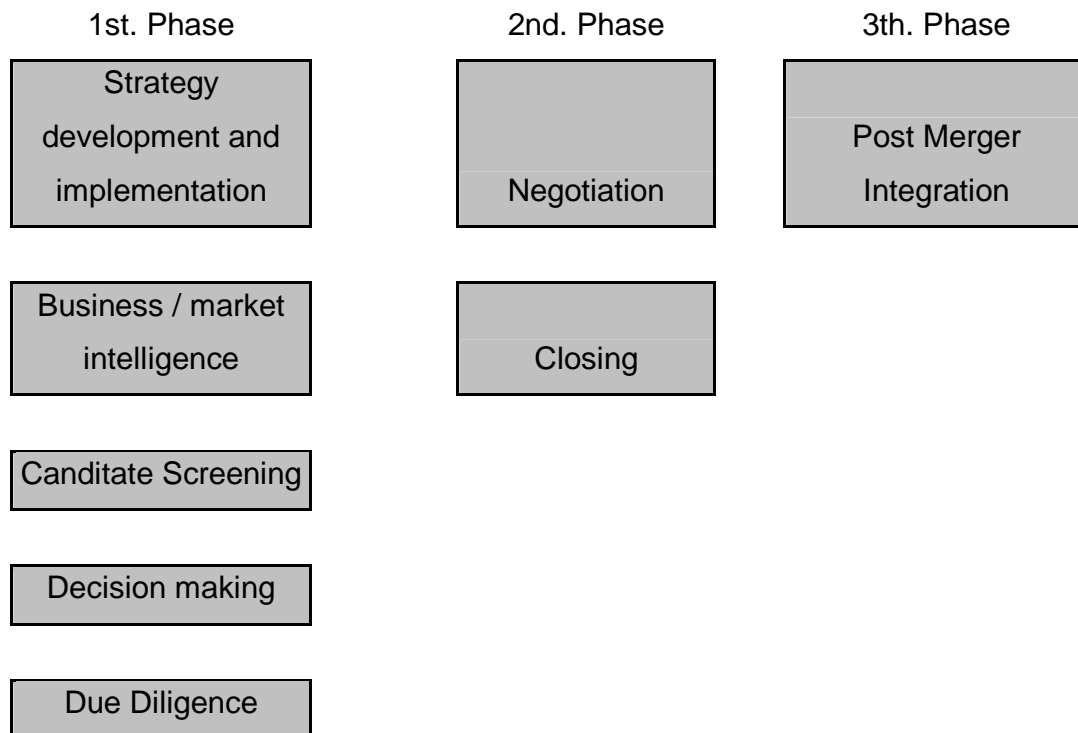 1st. Phase
2nd. Phase
3th. Phase
Strategy
development and
implementation
Negotiation
Post Merger
Integration
Business / market
intelligence
Closing
Canditate Screening
Decision making
Due Diligence